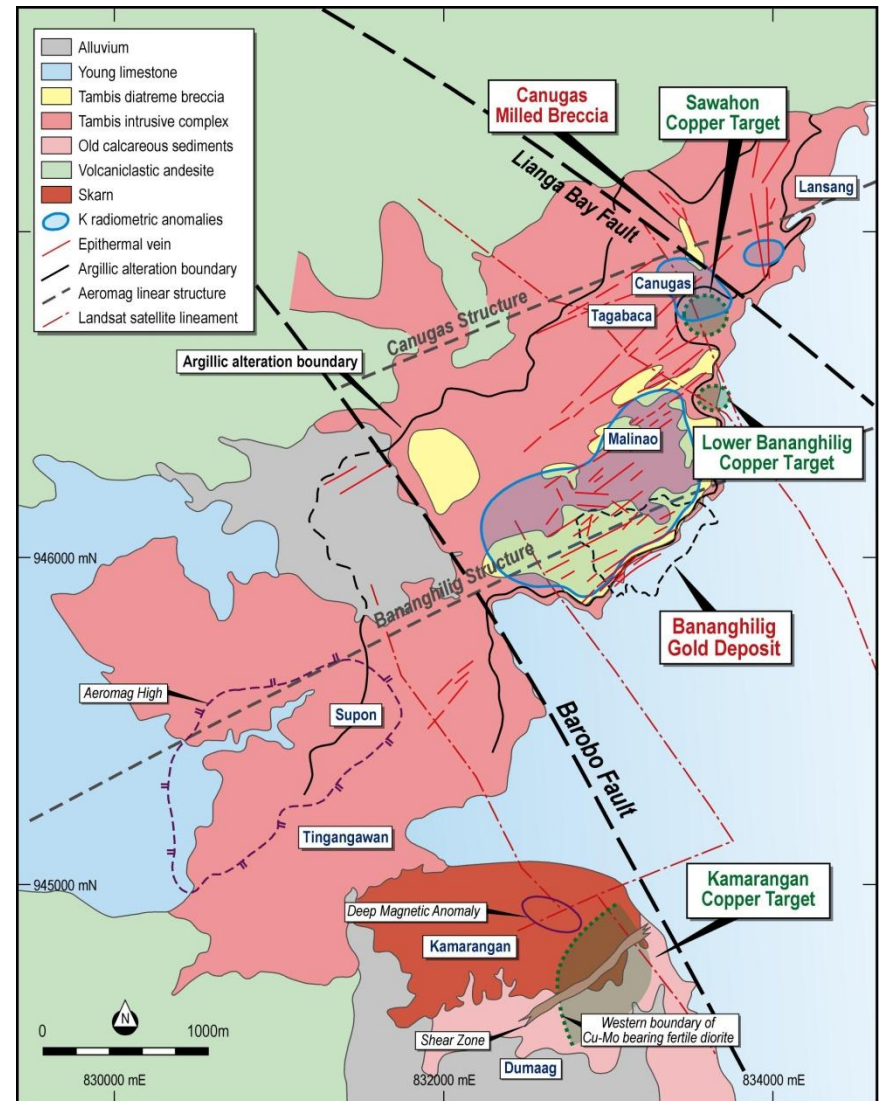 Alluvium
Young limestone
Tambis diatreme breccia
Tambis intrusive complex
Old calcareous sediments
Volcaniclastic andesite
Skarn
K radiometric anomalies
Epithermal vein
Argillic alteration boundary
Aeromag linear structure
Landsat satellite lineament
Canugas
Milled Breccia
Sawahon
Copper Target
Lianga Bay Fault
Lansang
Canugas
Tagabaca
Canugas Structure
Argillic alteration boundary
Malinao
Lower Bananghilig
Copper Target
946000 mN
Bananghilig Structure
Bananghilig
Gold Deposit
Aeromag High
Supon
Barobo Fault
Tingangawan
945000 mN
Kamarangan
Copper Target
Deep Magnetic Anomaly
Kamarangan
N
0
1000m
Shear Zone
Western boundary of
Cu-Mo bearing fertile diorite
Dumaag
830000 mE
832000 mE
834000 mE